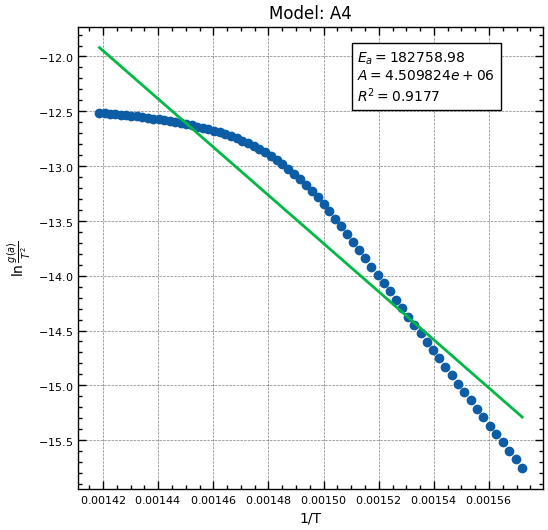 Model: A4
E_a = 182758.98
A = 4.509824e + 06
R² = 0.9177
−12.0
−12.5
−13.0
−13.5
−14.0
−14.5
−15.0
−15.5
ln g(a)/T²
0.00142 0.00144 0.00146 0.00148 0.00150 0.00152 0.00154 0.00156
1/T